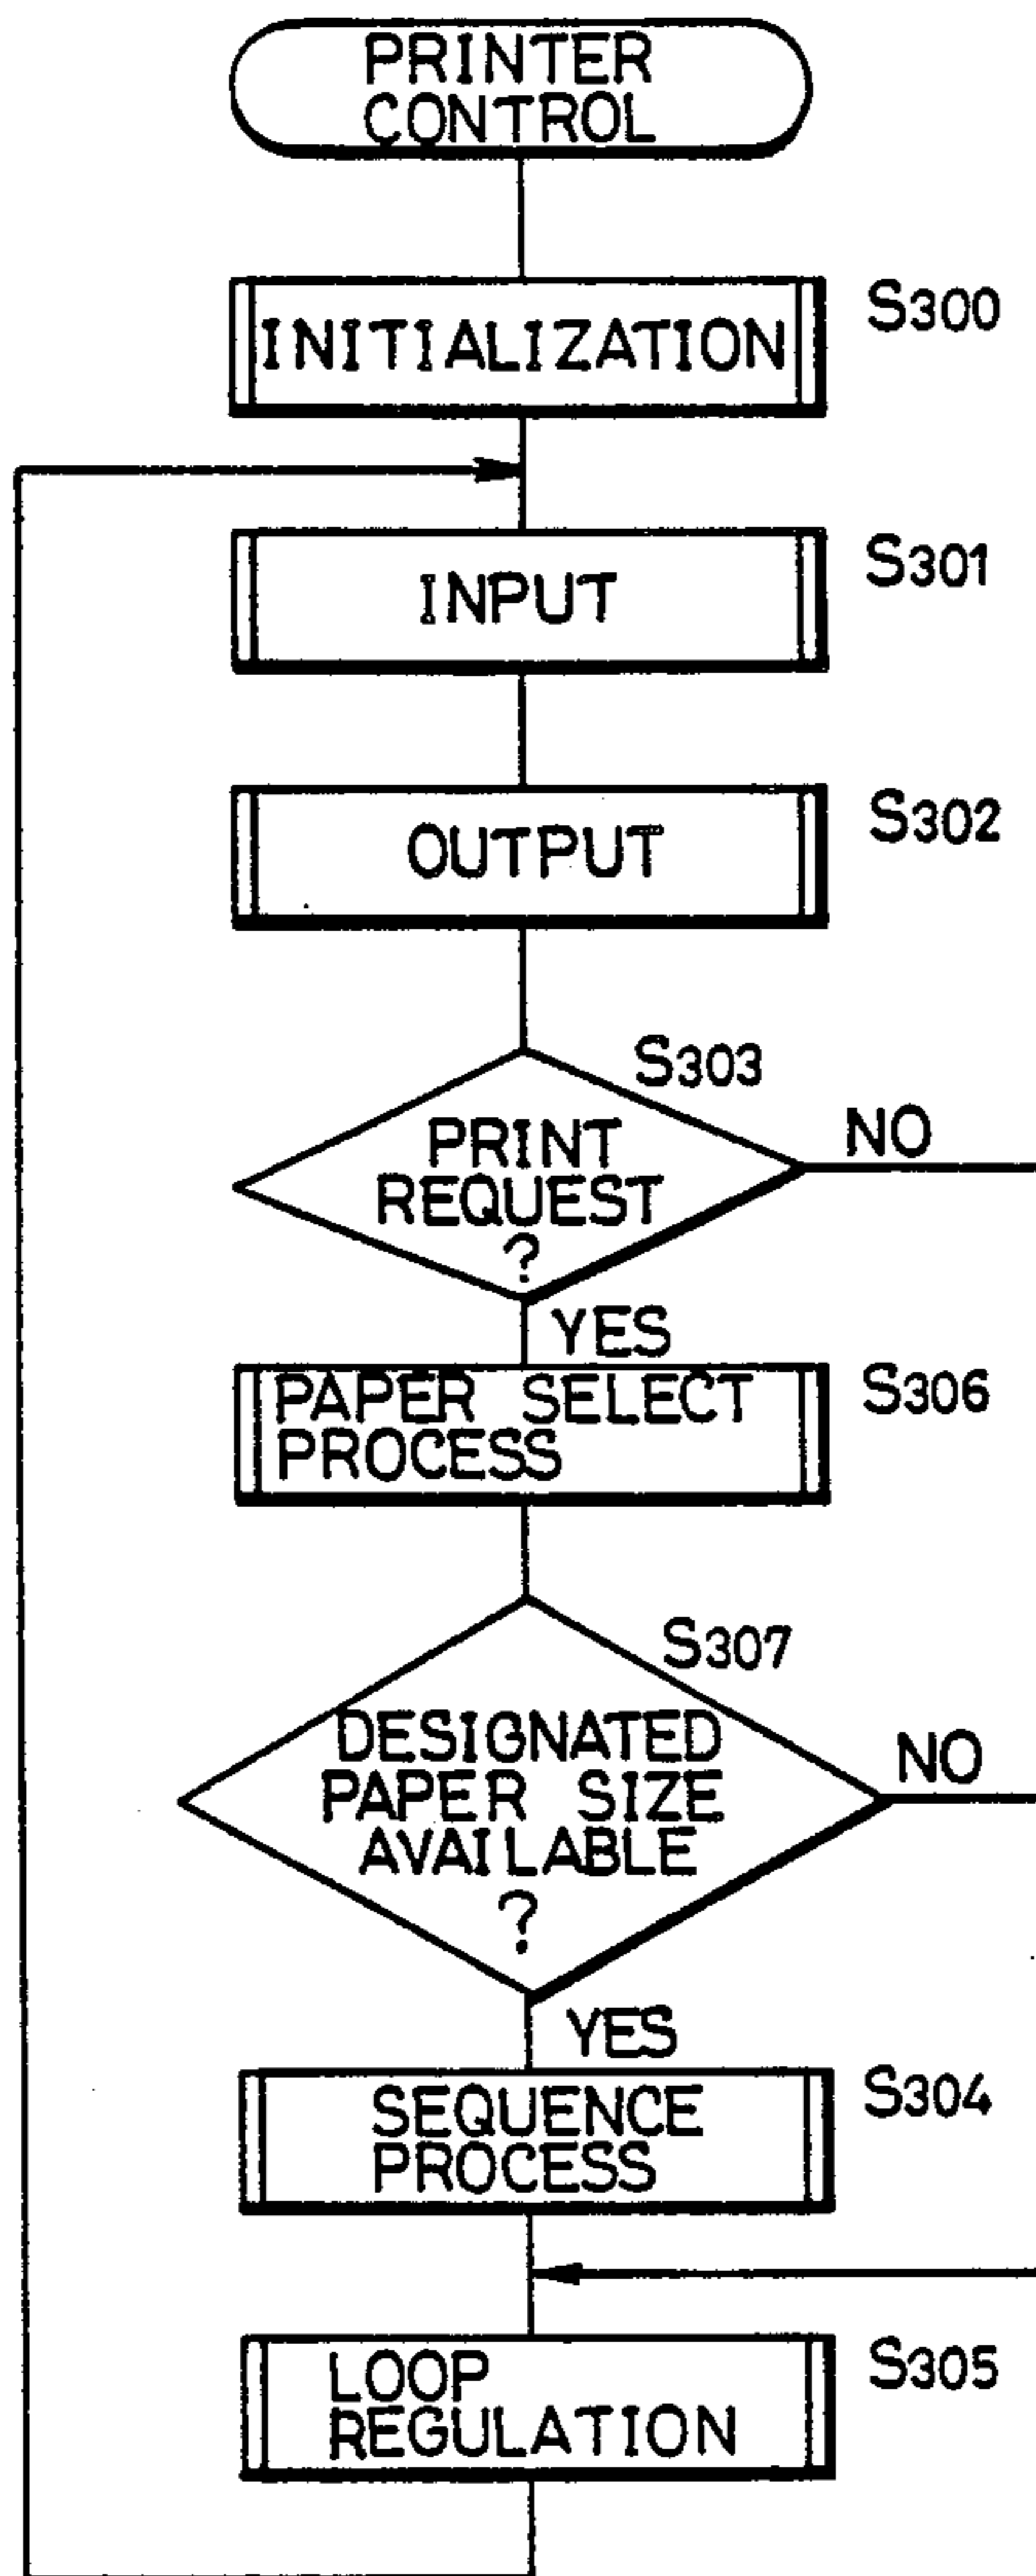 PRINTER
CONTROL
INITIALIZATION
S300
INPUT
S301
OUTPUT
S302
S303
PRINT
REQUEST
?
NO
YES
PAPER SELECT
PROCESS
S306
S307
DESIGNATED
PAPER SIZE
AVAILABLE
?
NO
YES
SEQUENCE
PROCESS
S304
LOOP
REGULATION
S305